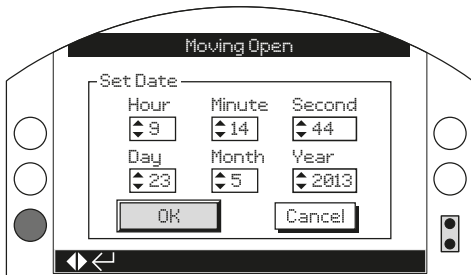 Moving Open
Set Date
Hour Minute Second
9 14 44
Day Month Year
23 5 2013
OK Cancel